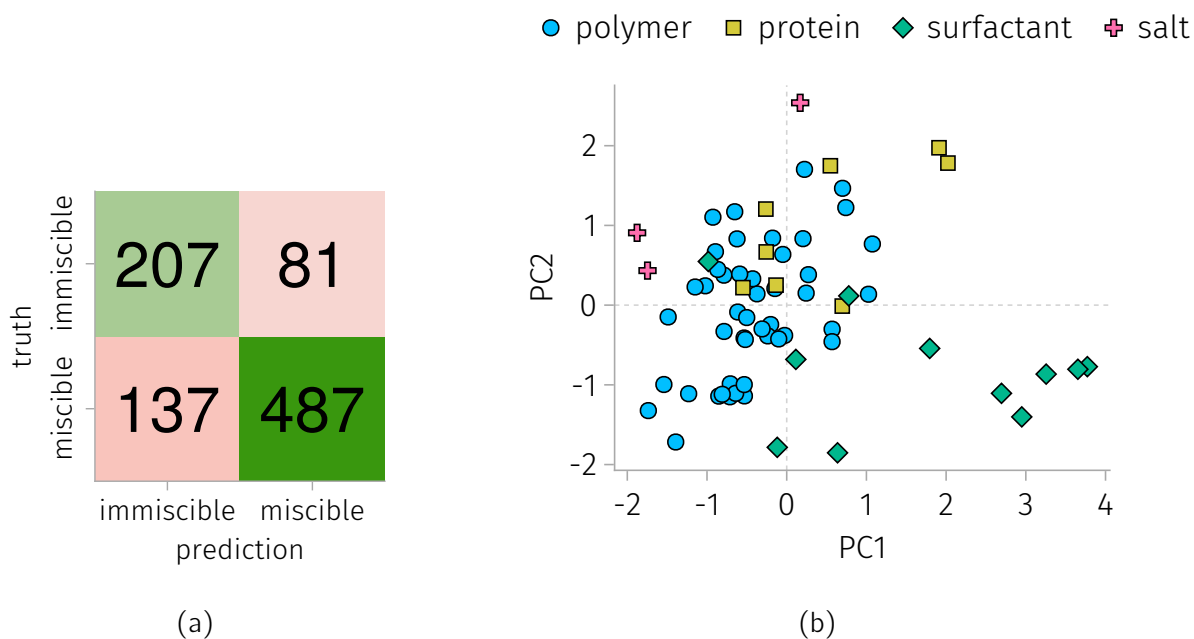 polymer protein surfactant salt
truth
immiscible
miscible
207 81
137 487
immiscible miscible
prediction
(a)
PC2
2
1
0
-1
-2
-2 -1 0 1 2 3 4
PC1
(b)